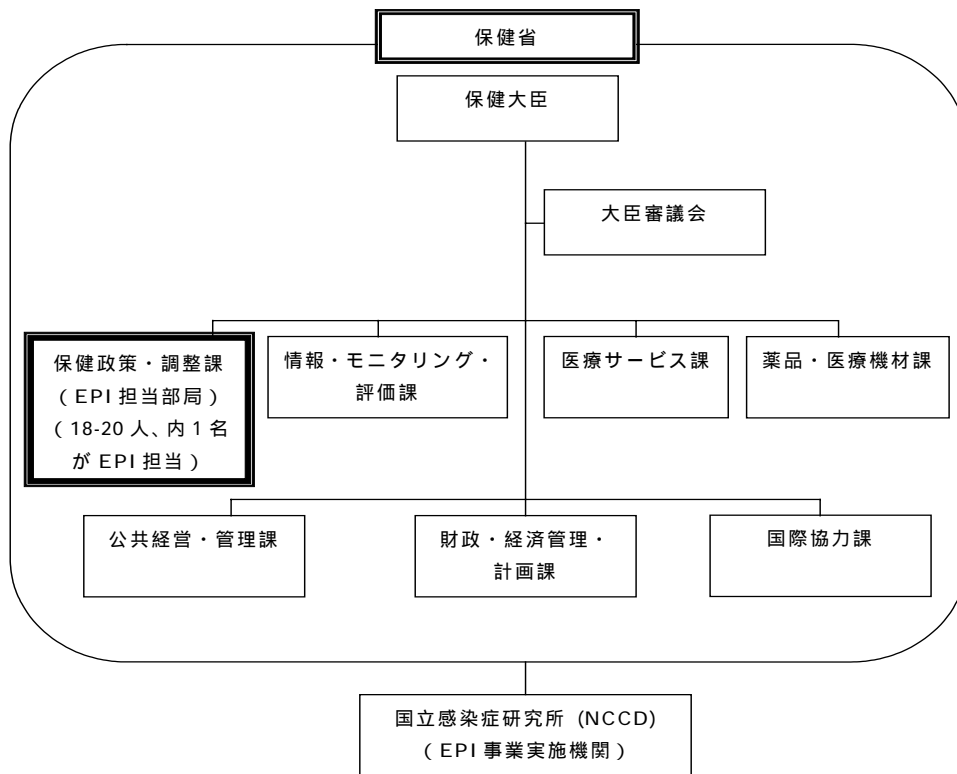 保健省
保健大臣
大臣審議会
保健政策・調整課
（EPI 担当部局）
（18-20 人、内 1 名
が EPI 担当）
情報・モニタリング・
評価課
医療サービス課
薬品・医療機材課
公共経営・管理課
財政・経済管理・
計画課
国際協力課
国立感染症研究所 (NCCD)
（EPI 事業実施機関）